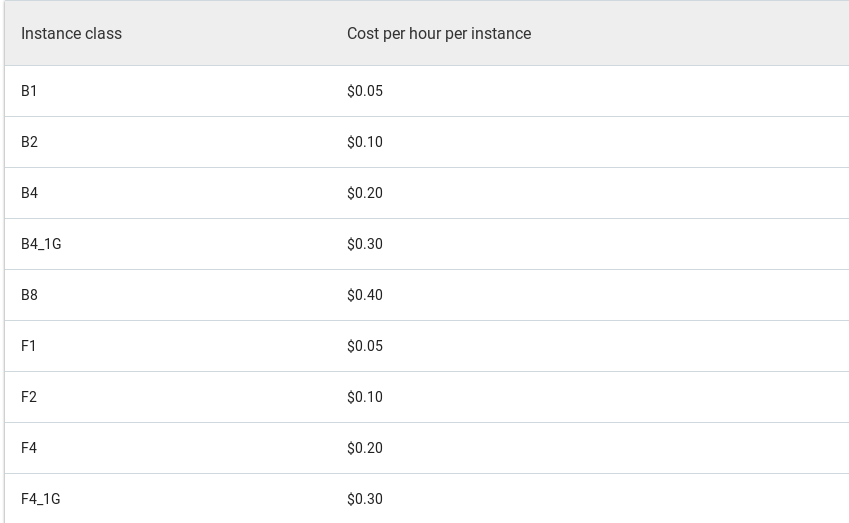 Instance class Cost per hour per instance
B1 $0.05
B2 $0.10
B4 $0.20
B4_1G $0.30
B8 $0.40
F1 $0.05
F2 $0.10
F4 $0.20
F4_1G $0.30